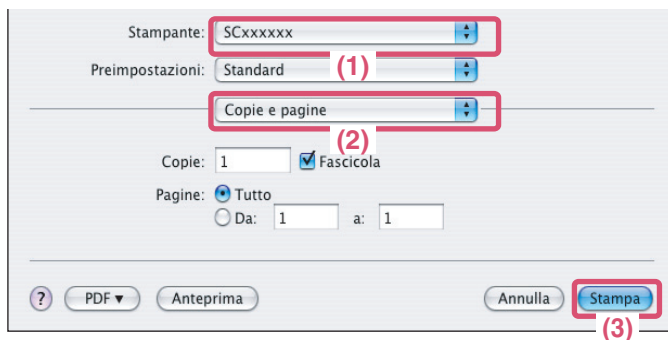 Stampante: SCxxxxxx
(1)
Preimpostazioni: Standard
Copie e pagine
(2)
Copie: 1 Fascicola
Pagine: Tutto
Da: 1 a: 1
? PDF Anteprima Annulla Stampa
(3)